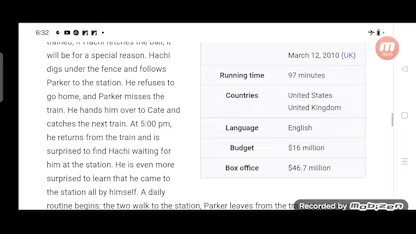 6:32
trained, if Hachi fetches the ball, it
will be for a special reason. Hachi
digs under the fence and follows
Parker to the station. He refuses to
go home, and Parker misses the
train. He hands him over to Cate and
catches the next train. At 5:00 pm,
he returns from the train and is
surprised to find Hachi waiting for
him at the station. He is even more
surprised to learn that he came to
the station all by himself. A daily
routine begins: the two walk to the station, Parker leaves from the
March 12, 2010 (UK)
Running time 97 minutes
Countries United States
United Kingdom
Language English
Budget $16 million
Box office $46.7 million
Recorded by
MOBIZEN